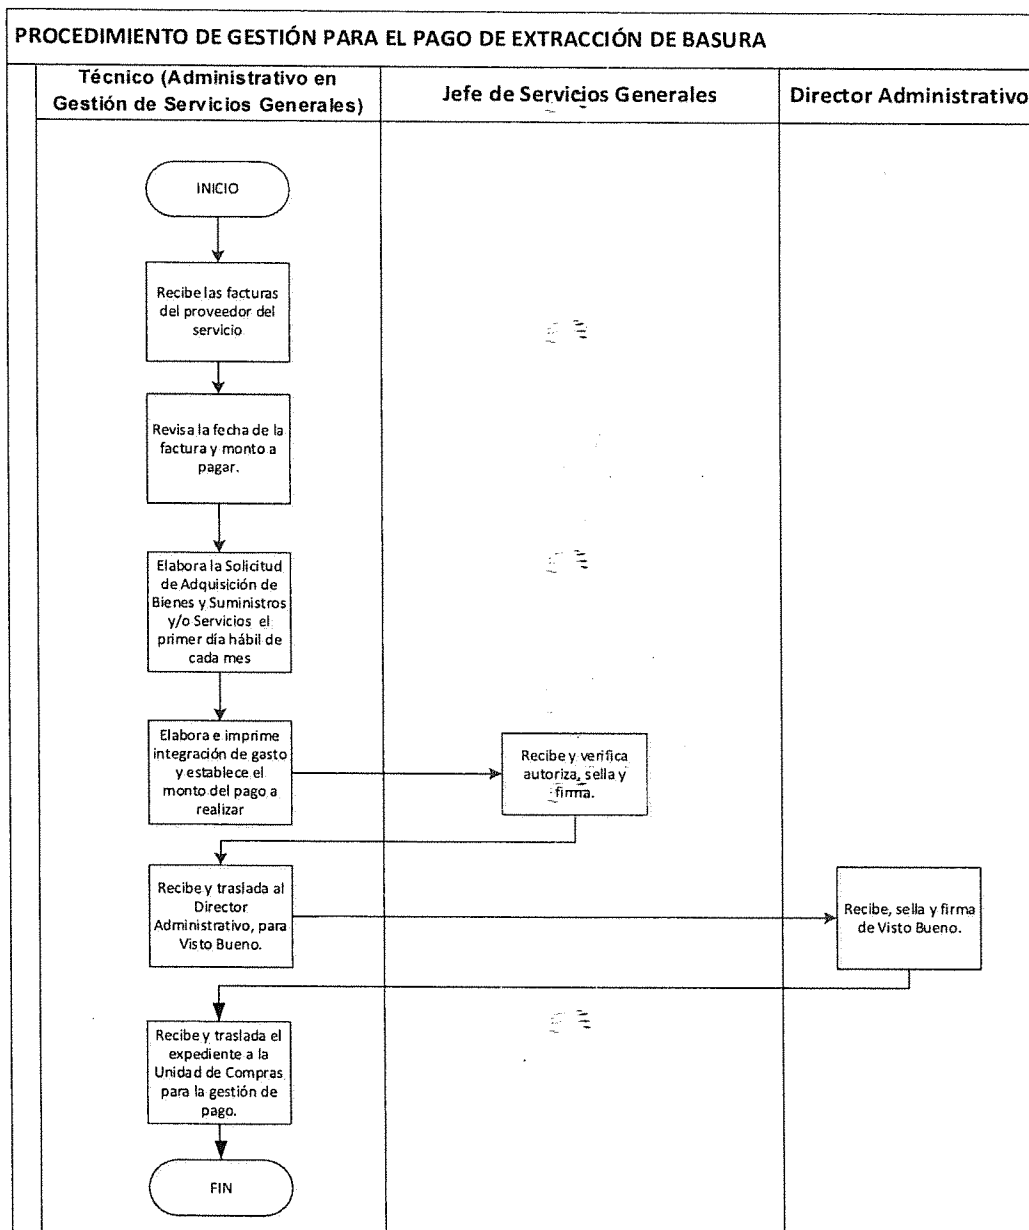 PROCEDIMIENTO DE GESTIÓN PARA EL PAGO DE EXTRACCIÓN DE BASURA
Técnico (Administrativo en
Gestión de Servicios Generales)
Jefe de Servicios Generales
Director Administrativo
INICIO
Recibe las facturas
del proveedor del
servicio
Revisa la fecha de la
factura y monto a
pagar.
Elabora la Solicitud
de Adquisición de
Bienes y Suministros
y/o Servicios el
primer día hábil de
cada mes
Elabora e imprime
integración de gasto
y establece el
monto del pago a
realizar
Recibe y verifica
autoriza, sella y
firma.
Recibe y traslada al
Director
Administrativo, para
Visto Bueno.
Recibe, sella y firma
de Visto Bueno.
Recibe y traslada el
expediente a la
Unidad de Compras
para la gestión de
pago.
FIN